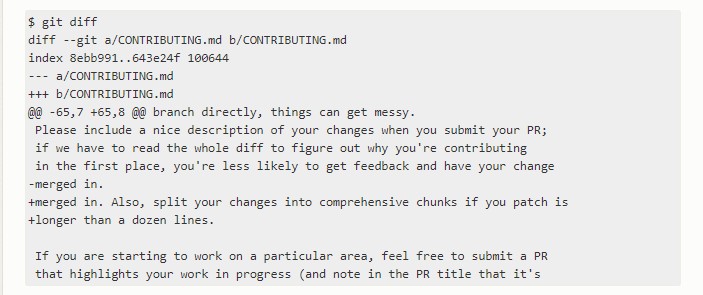 $ git diff
diff --git a/CONTRIBUTING.md b/CONTRIBUTING.md
index 8ebb991..643e24f 100644
--- a/CONTRIBUTING.md
+++ b/CONTRIBUTING.md
@@ -65,7 +65,8 @@ branch directly, things can get messy.
 Please include a nice description of your changes when you submit your PR;
 if we have to read the whole diff to figure out why you're contributing
 in the first place, you're less likely to get feedback and have your change
-merged in.
+merged in. Also, split your changes into comprehensive chunks if you patch is
+longer than a dozen lines.

 If you are starting to work on a particular area, feel free to submit a PR
 that highlights your work in progress (and note in the PR title that it's